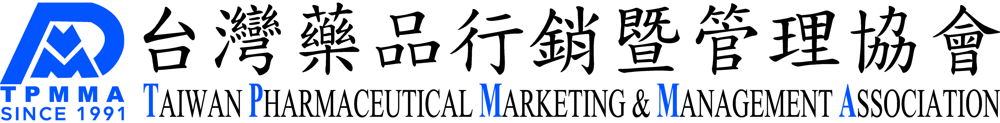 台灣藥品行銷暨管理協會
TAIWAN PHARMACEUTICAL MARKETING & MANAGEMENT ASSOCIATION
TPMMA
SINCE 1991